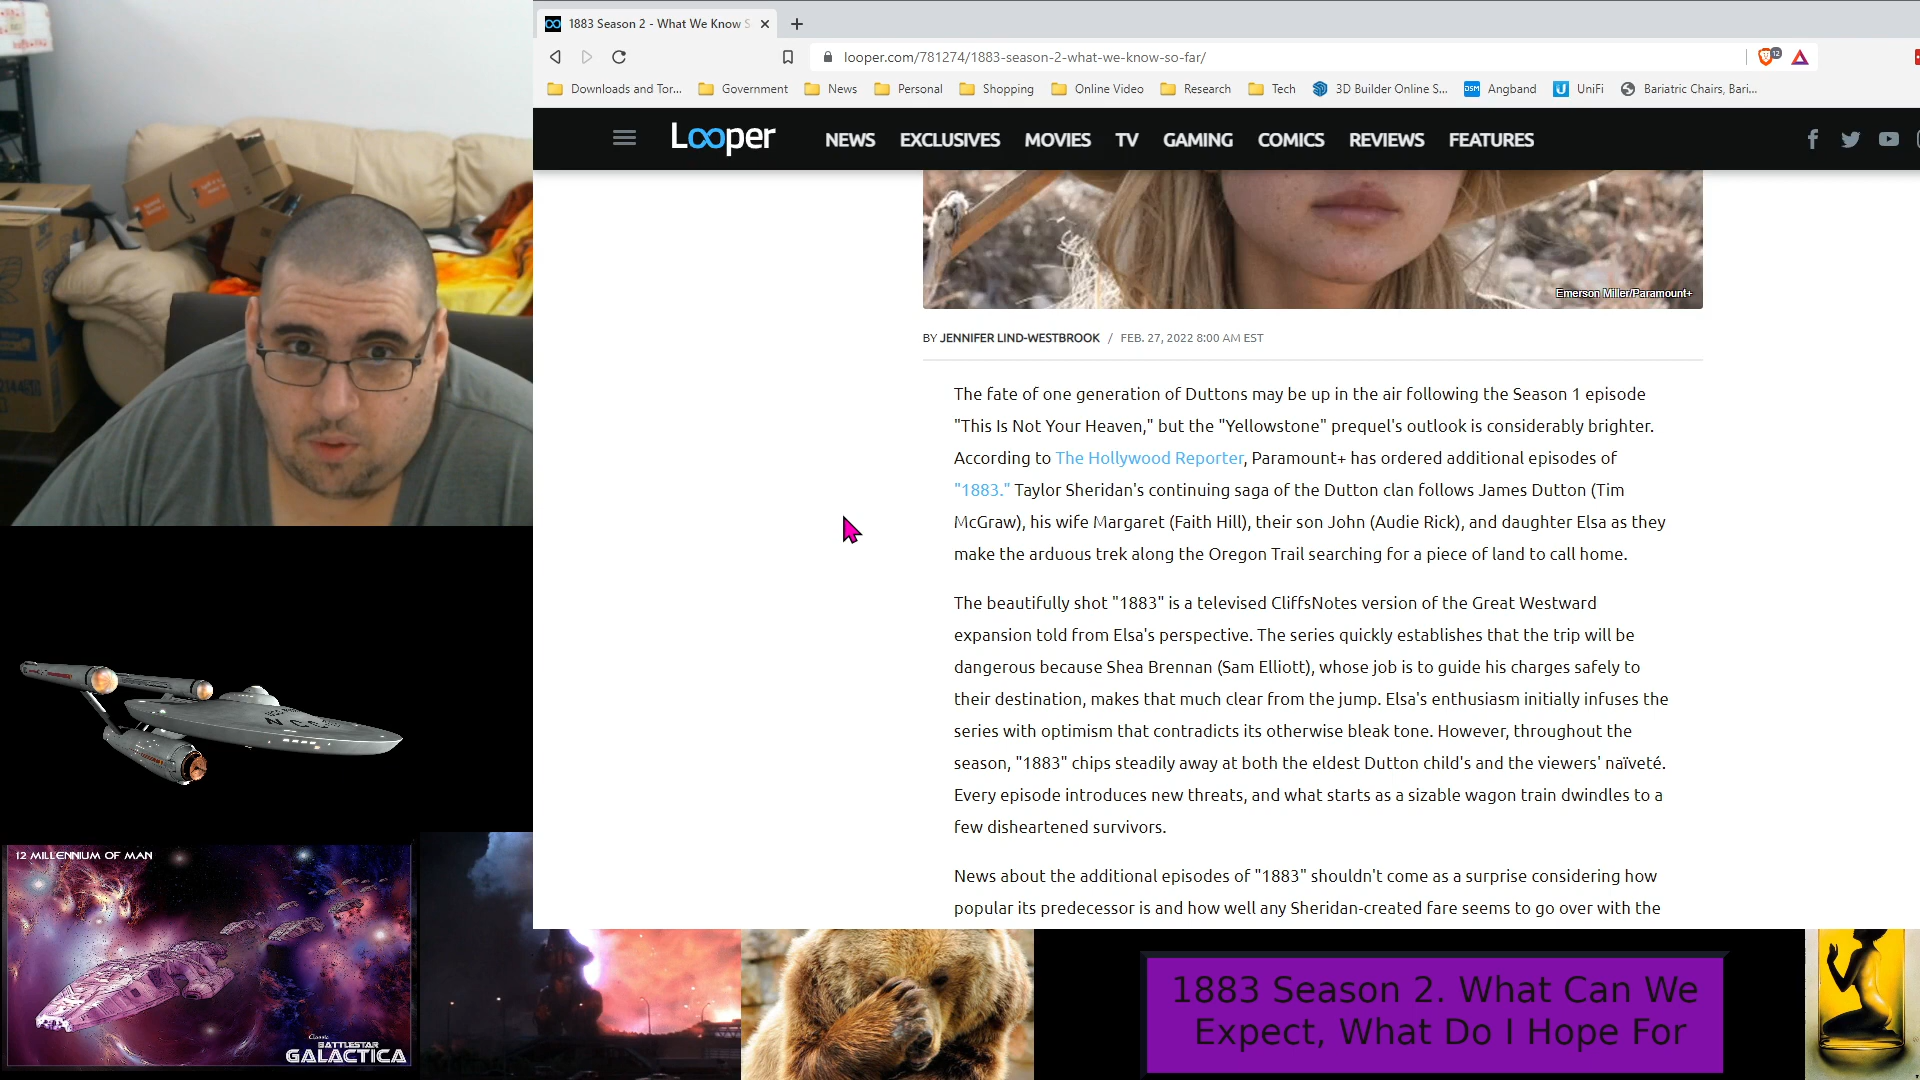 1883 Season 2 - What We Know S
looper.com/781274/1883-season-2-what-we-know-so-far/
12
Downloads and Tor...
Government
News
Personal
Shopping
Online Video
Research
Tech
3D Builder Online S...
DSM
Angband
UniFi
Bariatric Chairs, Bari...
Looper
NEWS
EXCLUSIVES
MOVIES
TV
GAMING
COMICS
REVIEWS
FEATURES
Emerson Miller/Paramount+
BY JENNIFER LIND-WESTBROOK / FEB. 27, 2022 8:00 AM EST
The fate of one generation of Duttons may be up in the air following the Season 1 episode
"This Is Not Your Heaven," but the "Yellowstone" prequel's outlook is considerably brighter.
According to The Hollywood Reporter, Paramount+ has ordered additional episodes of
"1883." Taylor Sheridan's continuing saga of the Dutton clan follows James Dutton (Tim
McGraw), his wife Margaret (Faith Hill), their son John (Audie Rick), and daughter Elsa as they
make the arduous trek along the Oregon Trail searching for a piece of land to call home.
The beautifully shot "1883" is a televised CliffsNotes version of the Great Westward
expansion told from Elsa's perspective. The series quickly establishes that the trip will be
dangerous because Shea Brennan (Sam Elliott), whose job is to guide his charges safely to
their destination, makes that much clear from the jump. Elsa's enthusiasm initially infuses the
series with optimism that contradicts its otherwise bleak tone. However, throughout the
season, "1883" chips steadily away at both the eldest Dutton child's and the viewers' naïveté.
Every episode introduces new threats, and what starts as a sizable wagon train dwindles to a
few disheartened survivors.
News about the additional episodes of "1883" shouldn't come as a surprise considering how
popular its predecessor is and how well any Sheridan-created fare seems to go over with the
12 MILLENNIUM OF MAN
Classic
BATTLESTAR
GALACTICA
1883 Season 2. What Can We
Expect, What Do I Hope For